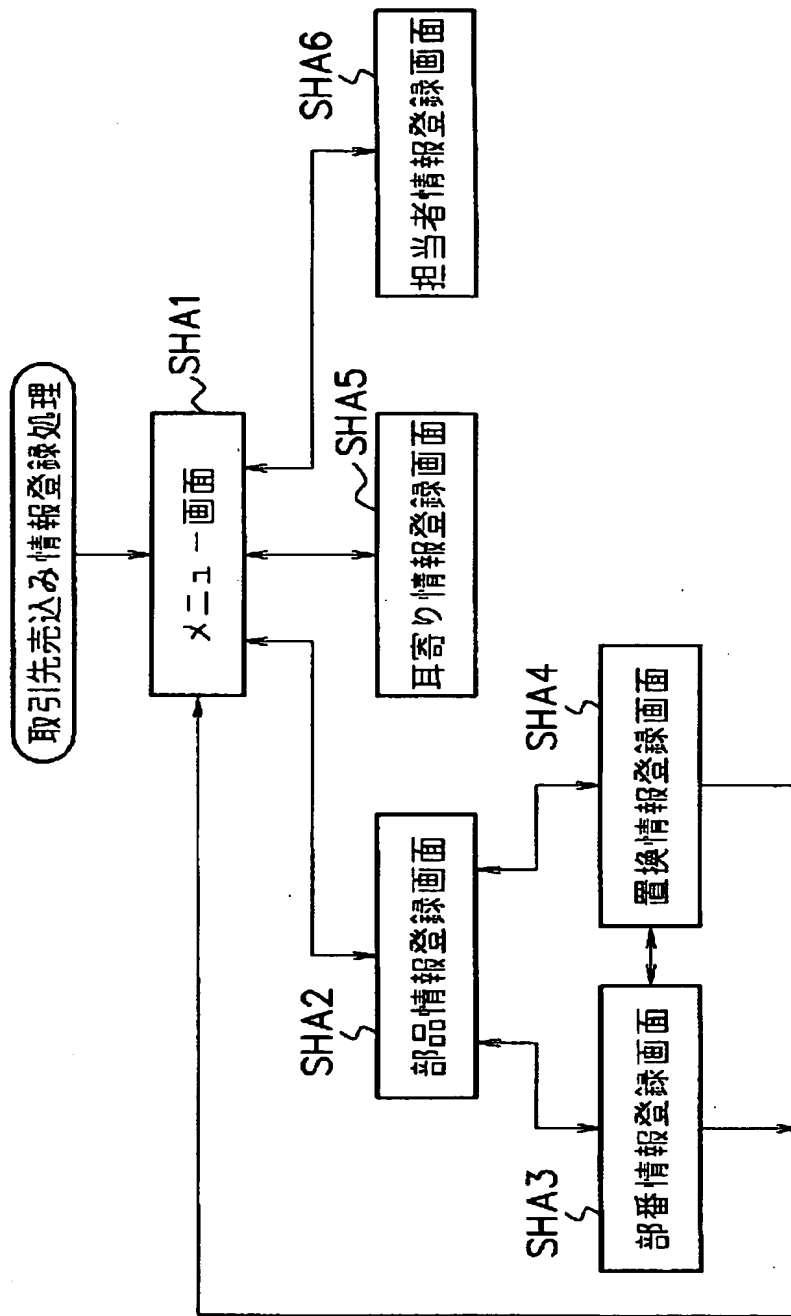 取引先売込み情報登録処理
SHA1
メニュー画面
SHA2
部品情報登録画面
SHA5
耳寄り情報登録画面
SHA6
担当者情報登録画面
SHA3
部番情報登録画面
SHA4
置換情報登録画面